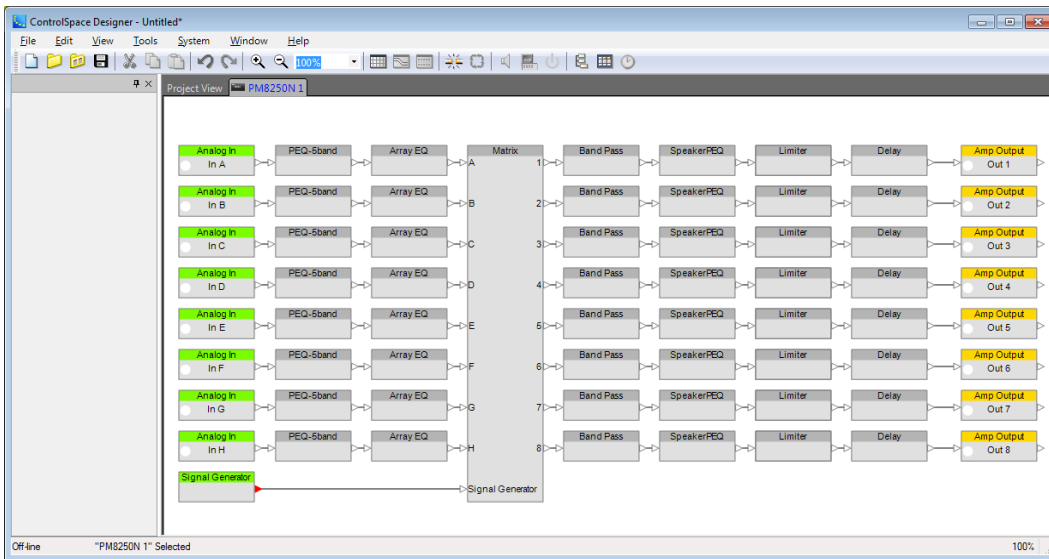 ControlSpace Designer - Untitled*
File Edit View Tools System Window Help
100%
Project View PM8250N 1
Analog In PEQ-5band Array EQ Matrix Band Pass SpeakerPEQ Limiter Delay Amp Output
In A A 1 Out 1
Analog In PEQ-5band Array EQ Band Pass SpeakerPEQ Limiter Delay Amp Output
In B B 2 Out 2
Analog In PEQ-5band Array EQ Band Pass SpeakerPEQ Limiter Delay Amp Output
In C C 3 Out 3
Analog In PEQ-5band Array EQ Band Pass SpeakerPEQ Limiter Delay Amp Output
In D D 4 Out 4
Analog In PEQ-5band Array EQ Band Pass SpeakerPEQ Limiter Delay Amp Output
In E E 5 Out 5
Analog In PEQ-5band Array EQ Band Pass SpeakerPEQ Limiter Delay Amp Output
In F F 6 Out 6
Analog In PEQ-5band Array EQ Band Pass SpeakerPEQ Limiter Delay Amp Output
In G G 7 Out 7
Analog In PEQ-5band Array EQ Band Pass SpeakerPEQ Limiter Delay Amp Output
In H H 8 Out 8
Signal Generator
Signal Generator
Off-line "PM8250N 1" Selected 100%